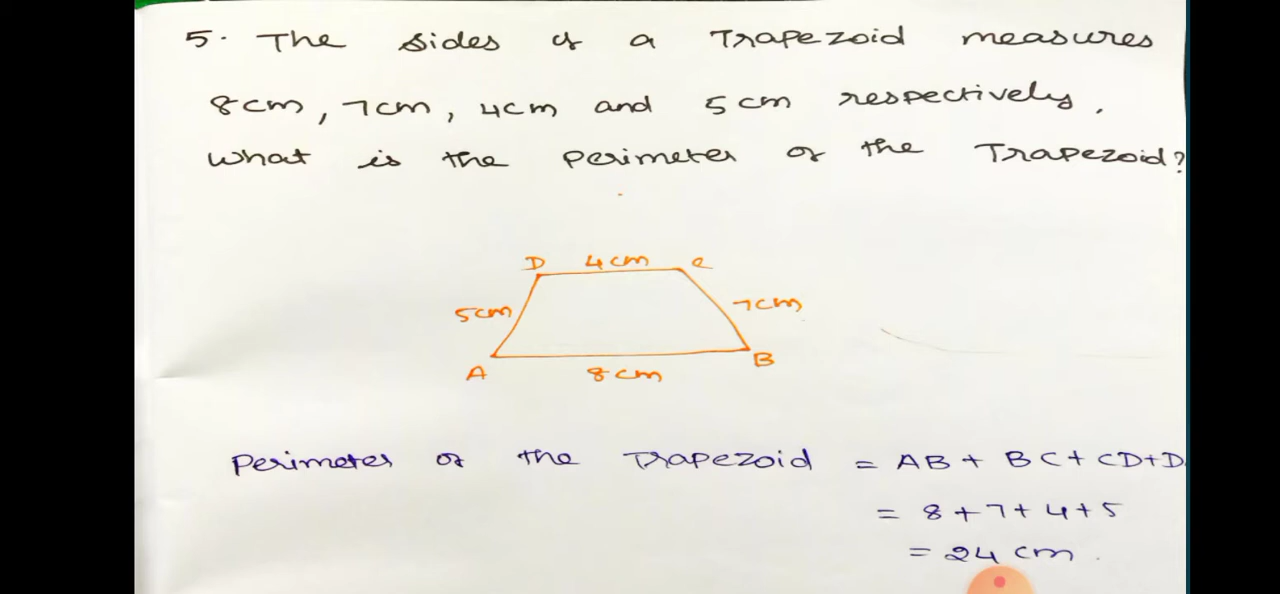 5. The sides of a Trapezoid measures
8cm, 7cm, 4cm and 5cm respectively.
What is the perimeter of the Trapezoid?
D 4cm C
5cm 7cm
A 8cm B
Perimeter of the Trapezoid = AB + BC + CD + D
= 8 + 7 + 4 + 5
= 24 cm.